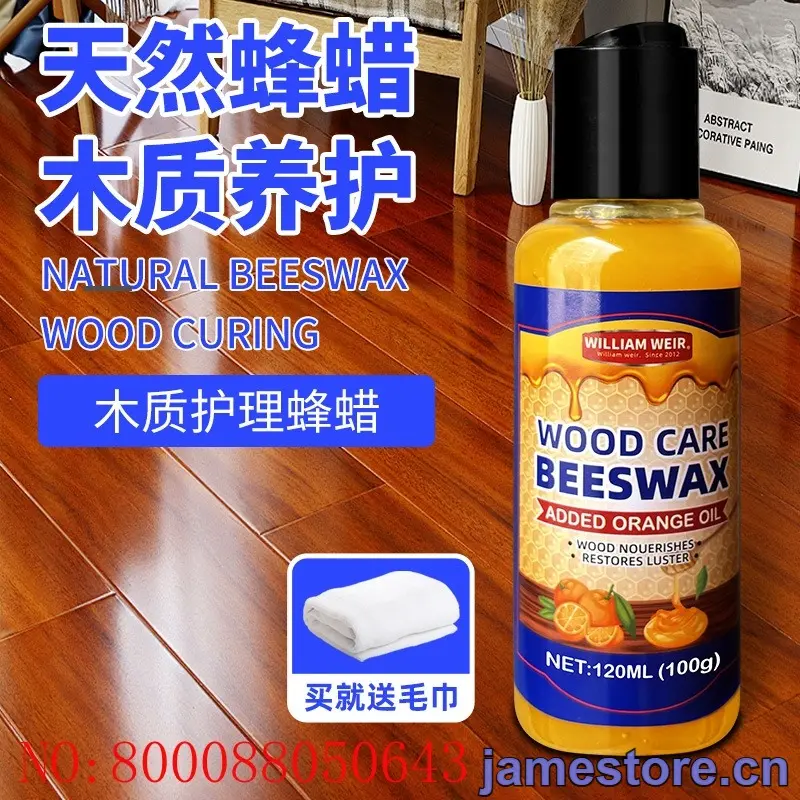 天然蜂蜡
木质养护
NATURAL BEESWAX
WOOD CURING
木质护理蜂蜡
ABSTRACT
CORATIVE PAING
WILLIAM WEIR®
William weir. Since 2012
WOOD CARE
BEESWAX
ADDED ORANGE OIL
• WOOD NOUERISHES •
RESTORES LUSTER •
NET:120ML (100g)
买就送毛巾
NO:800088050643
jamestore.cn